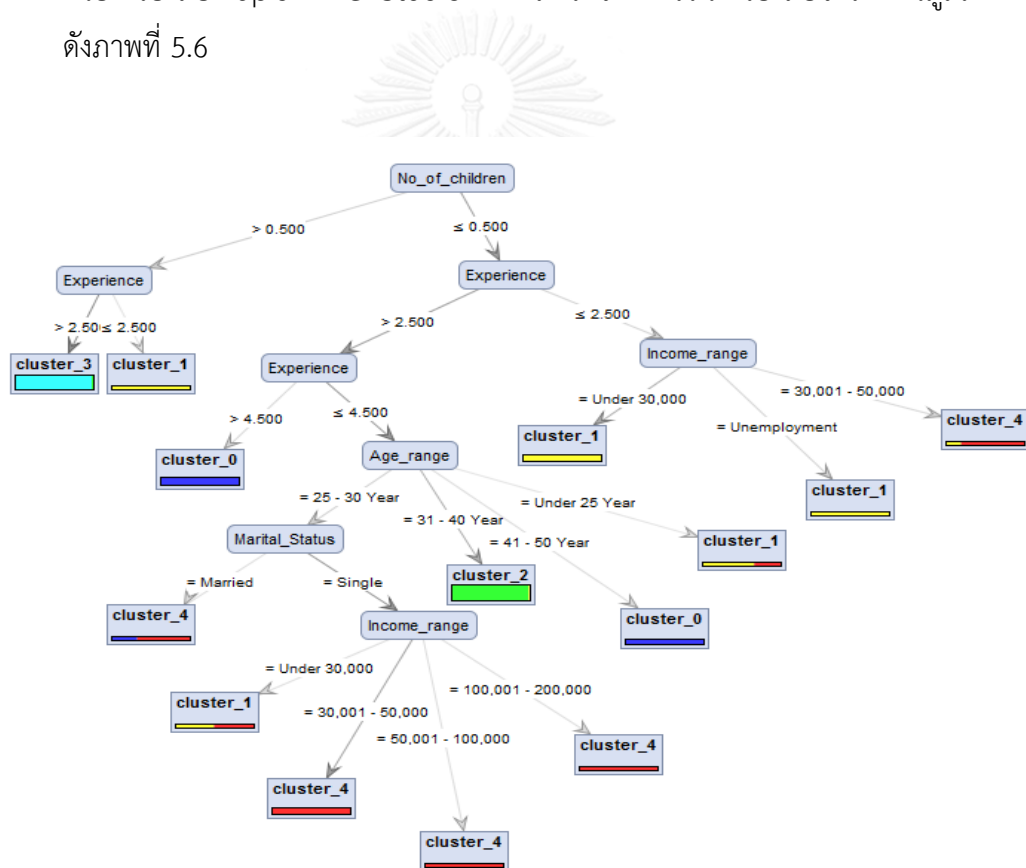 ดังภาพที่ 5.6
No_of_children
> 0.500
≤ 0.500
Experience
Experience
> 2.50
≤ 2.500
> 2.500
≤ 2.500
cluster_3
cluster_1
Experience
Income_range
> 4.500
≤ 4.500
= Under 30,000
= Unemployment
= 30,001 - 50,000
cluster_0
Age_range
cluster_1
cluster_1
cluster_4
= 25 - 30 Year
= 31 - 40 Year
= 41 - 50 Year
= Under 25 Year
Marital_Status
cluster_2
cluster_0
cluster_1
= Married
= Single
cluster_4
Income_range
= Under 30,000
= 30,001 - 50,000
= 50,001 - 100,000
= 100,001 - 200,000
cluster_1
cluster_4
cluster_4
cluster_4